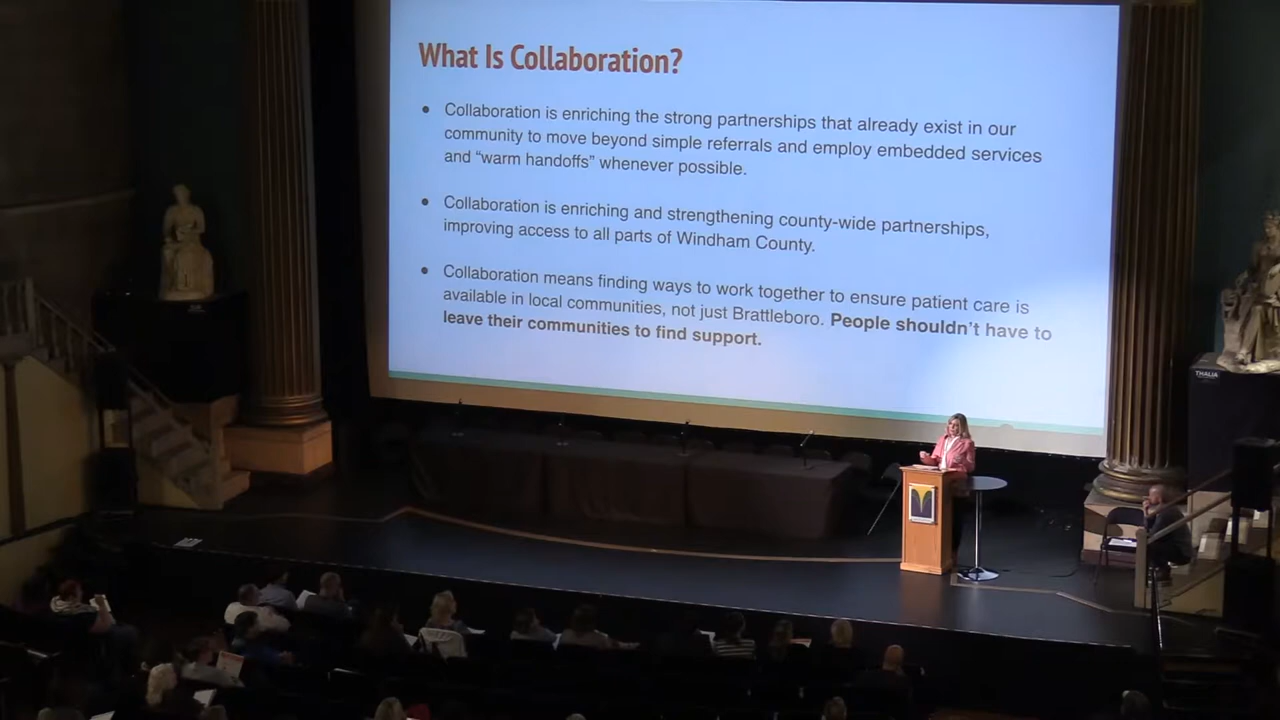 What Is Collaboration?
• Collaboration is enriching the strong partnerships that already exist in our
community to move beyond simple referrals and employ embedded services
and “warm handoffs” whenever possible.
• Collaboration is enriching and strengthening county-wide partnerships,
improving access to all parts of Windham County.
• Collaboration means finding ways to work together to ensure patient care is
available in local communities, not just Brattleboro. People shouldn’t have to
leave their communities to find support.
THALIA